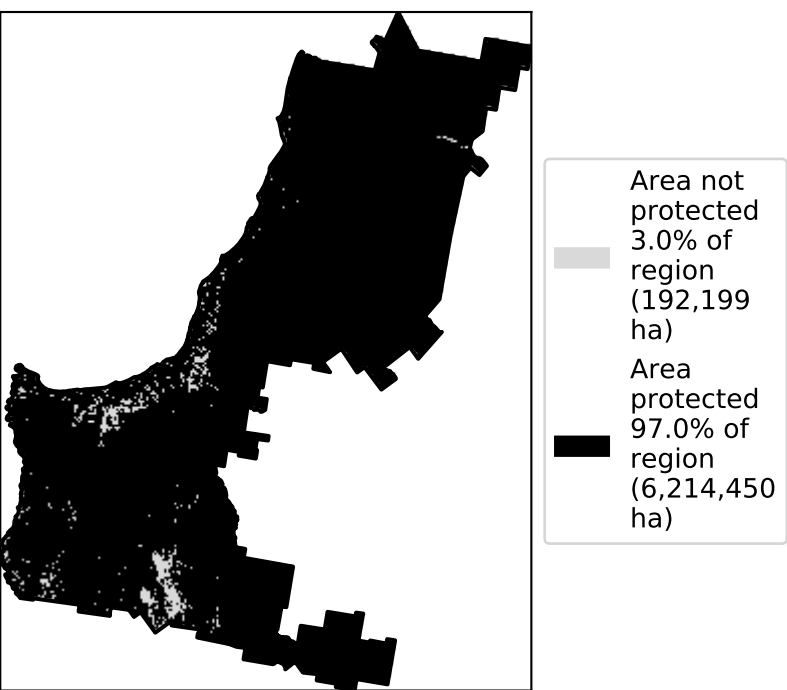 Area not
protected
3.0% of
region
(192,199
ha)
Area
protected
97.0% of
region
(6,214,450
ha)